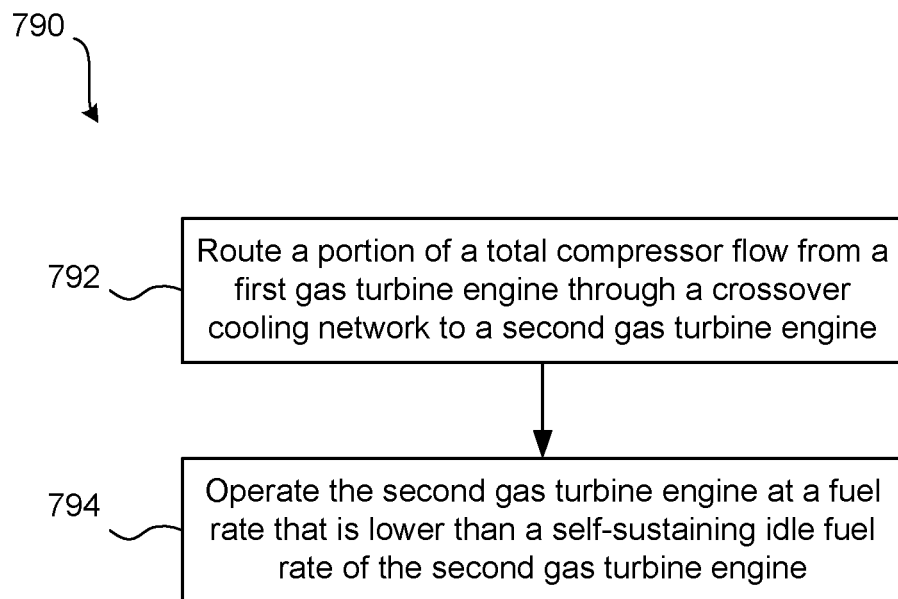 790
792
Route a portion of a total compressor flow from a
first gas turbine engine through a crossover
cooling network to a second gas turbine engine
794
Operate the second gas turbine engine at a fuel
rate that is lower than a self-sustaining idle fuel
rate of the second gas turbine engine